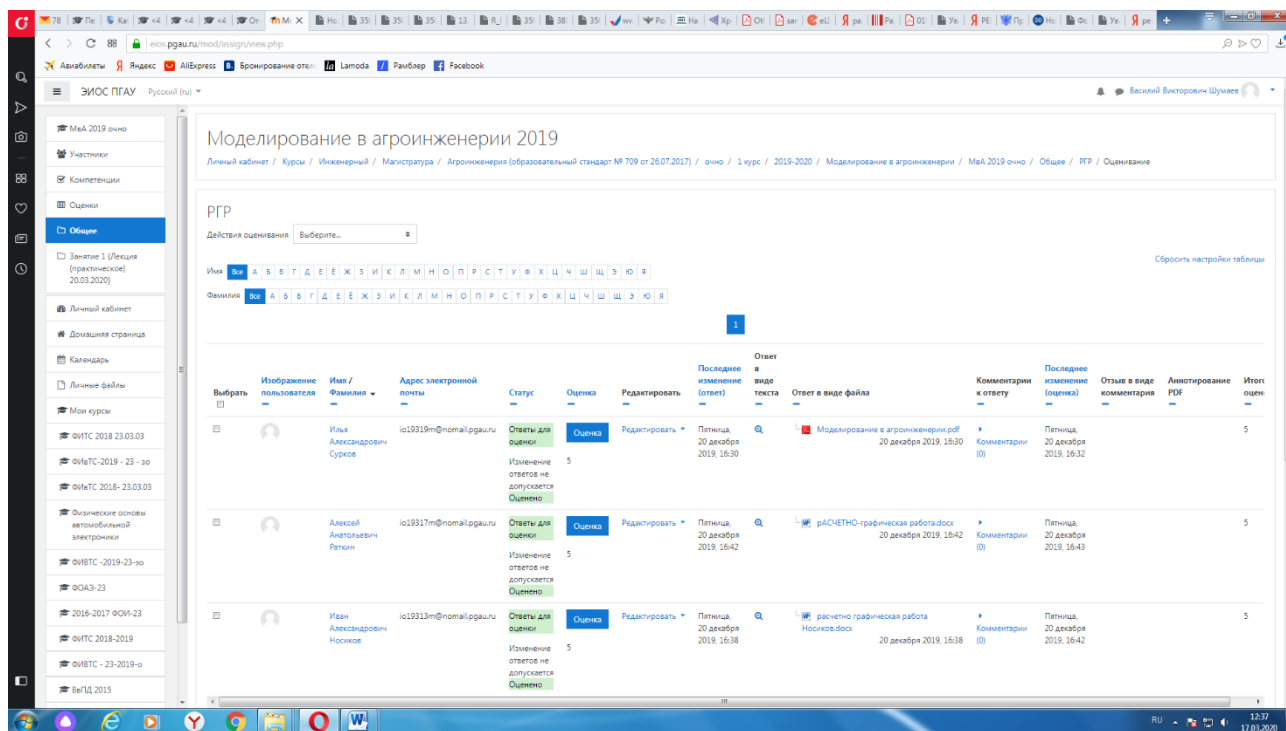 eios.pgau.ru/mod/assign/view.php
88
Авиабилеты Яндекс AliExpress Бронирование отел Lamoda Рамблер Facebook
ЭИОС ПГАУ Русский (ru)
Василий Викторович Шумаев
МвА 2019 очно
Участники
Компетенции
Оценки
Общее
Занятие 1 (Лекция
(практическое)
20.03.2020)
Личный кабинет
Домашняя страница
Календарь
Личные файлы
Мои курсы
ФИТС 2018 23.03.03
ФИвТС-2019 - 23 - зо
ФИвТС 2018- 23.03.03
Физические основы
автомобильной
электроники
ФИВТС -2019-23-зо
ФОАЭ-23
2016-2017 ФОИ-23
ФИТС 2018-2019
ФИВТС - 23-2019-о
ВвПД 2015
Моделирование в агроинженерии 2019
Личный кабинет / Курсы / Инженерный / Магистратура / Агроинженерия (образовательный стандарт № 709 от 26.07.2017) / очно / 1 курс / 2019-2020 / Моделирование в агроинженерии / МвА 2019 очно / Общее / РГР / Оценивание
РГР
Действия оценивания Выберите...
Сбросить настройки таблицы
Имя Все А Б В Г Д Е Ё Ж З И К Л М Н О П Р С Т У Ф Х Ц Ч Ш Щ Э Ю Я
Фамилия Все А Б В Г Д Е Ё Ж З И К Л М Н О П Р С Т У Ф Х Ц Ч Ш Щ Э Ю Я
1
Выбрать
Изображение
пользователя
Имя /
Фамилия
Адрес электронной
почты
Статус
Оценка
Редактировать
Последнее
изменение
(ответ)
Ответ
в
виде
текста
Ответ в виде файла
Комментарии
к ответу
Последнее
изменение
(оценка)
Отзыв в виде
комментария
Аннотирование
PDF
Итого
оцен
Илья
Александрович
Сурков
io19319m@nomail.pgau.ru
Ответы для
оценки
Изменение
ответов не
допускается
Оценено
Оценка
5
Редактировать
Пятница,
20 декабря
2019, 16:30
Моделирование в агроинженерии.pdf
20 декабря 2019, 16:30
Комментарии
(0)
Пятница,
20 декабря
2019, 16:32
5
Алексей
Анатольевич
Раткин
io19317m@nomail.pgau.ru
Ответы для
оценки
Изменение
ответов не
допускается
Оценено
Оценка
5
Редактировать
Пятница,
20 декабря
2019, 16:42
рАСЧЕТНО-графическая работа.docx
20 декабря 2019, 16:42
Комментарии
(0)
Пятница,
20 декабря
2019, 16:43
5
Иван
Александрович
Носиков
io19313m@nomail.pgau.ru
Ответы для
оценки
Изменение
ответов не
допускается
Оценено
Оценка
5
Редактировать
Пятница,
20 декабря
2019, 16:38
расчетно графическая работа
Носиков.docx
20 декабря 2019, 16:38
Комментарии
(0)
Пятница,
20 декабря
2019, 16:42
5
RU
12:37
17.03.2020